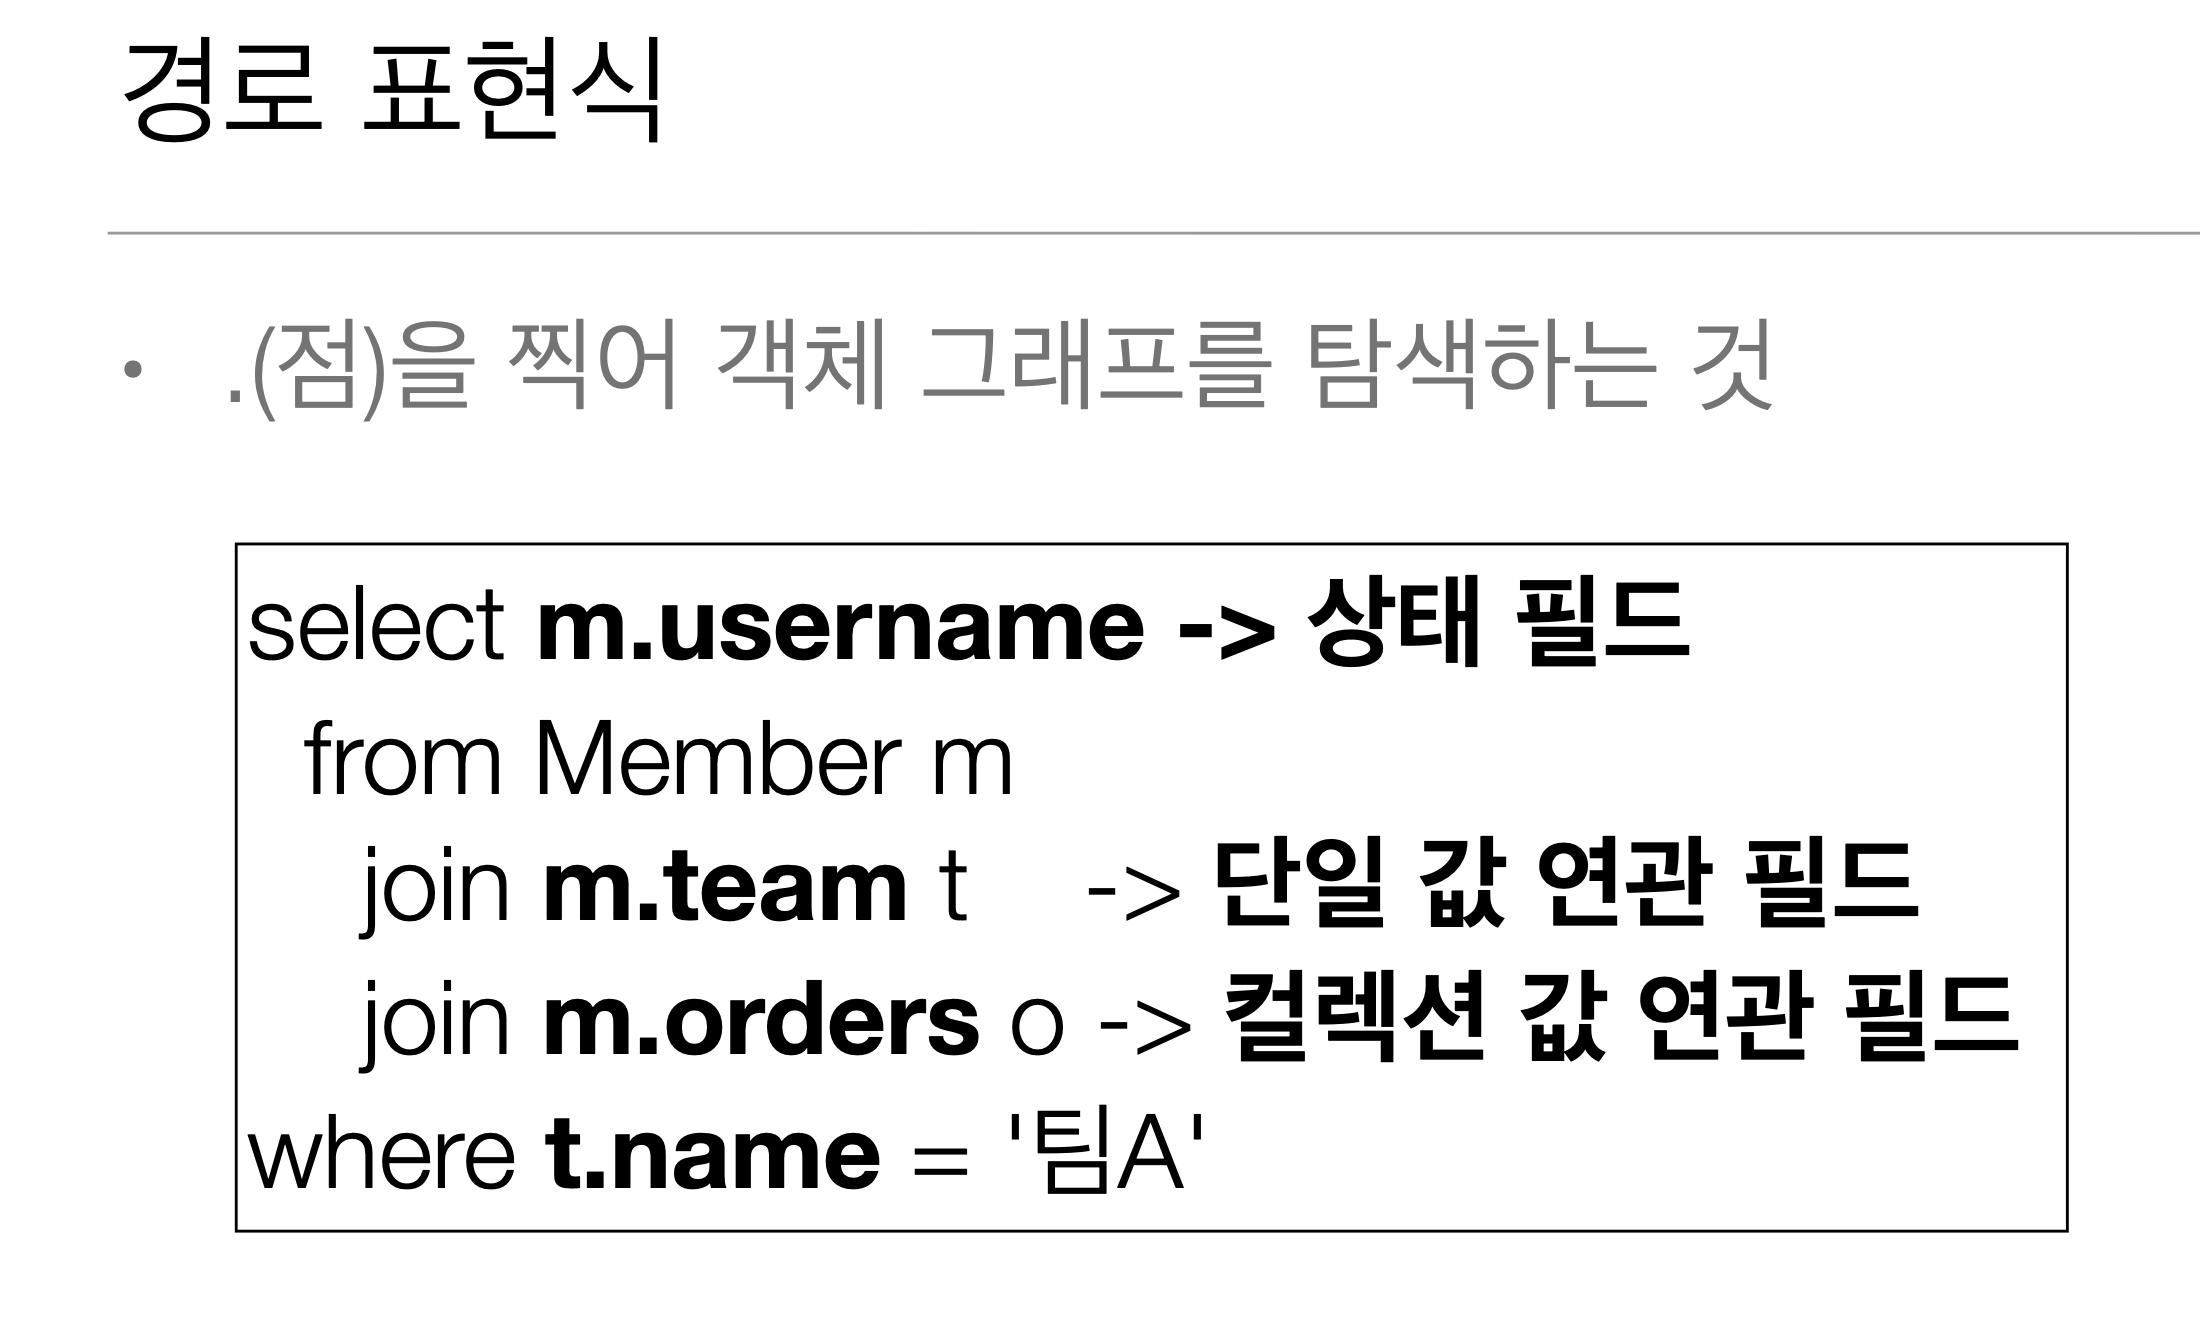 경로 표현식
• .(점)을 찍어 객체 그래프를 탐색하는 것
select m.username -> 상태 필드
from Member m
join m.team t -> 단일 값 연관 필드
join m.orders o -> 컬렉션 값 연관 필드
where t.name = '팀A'